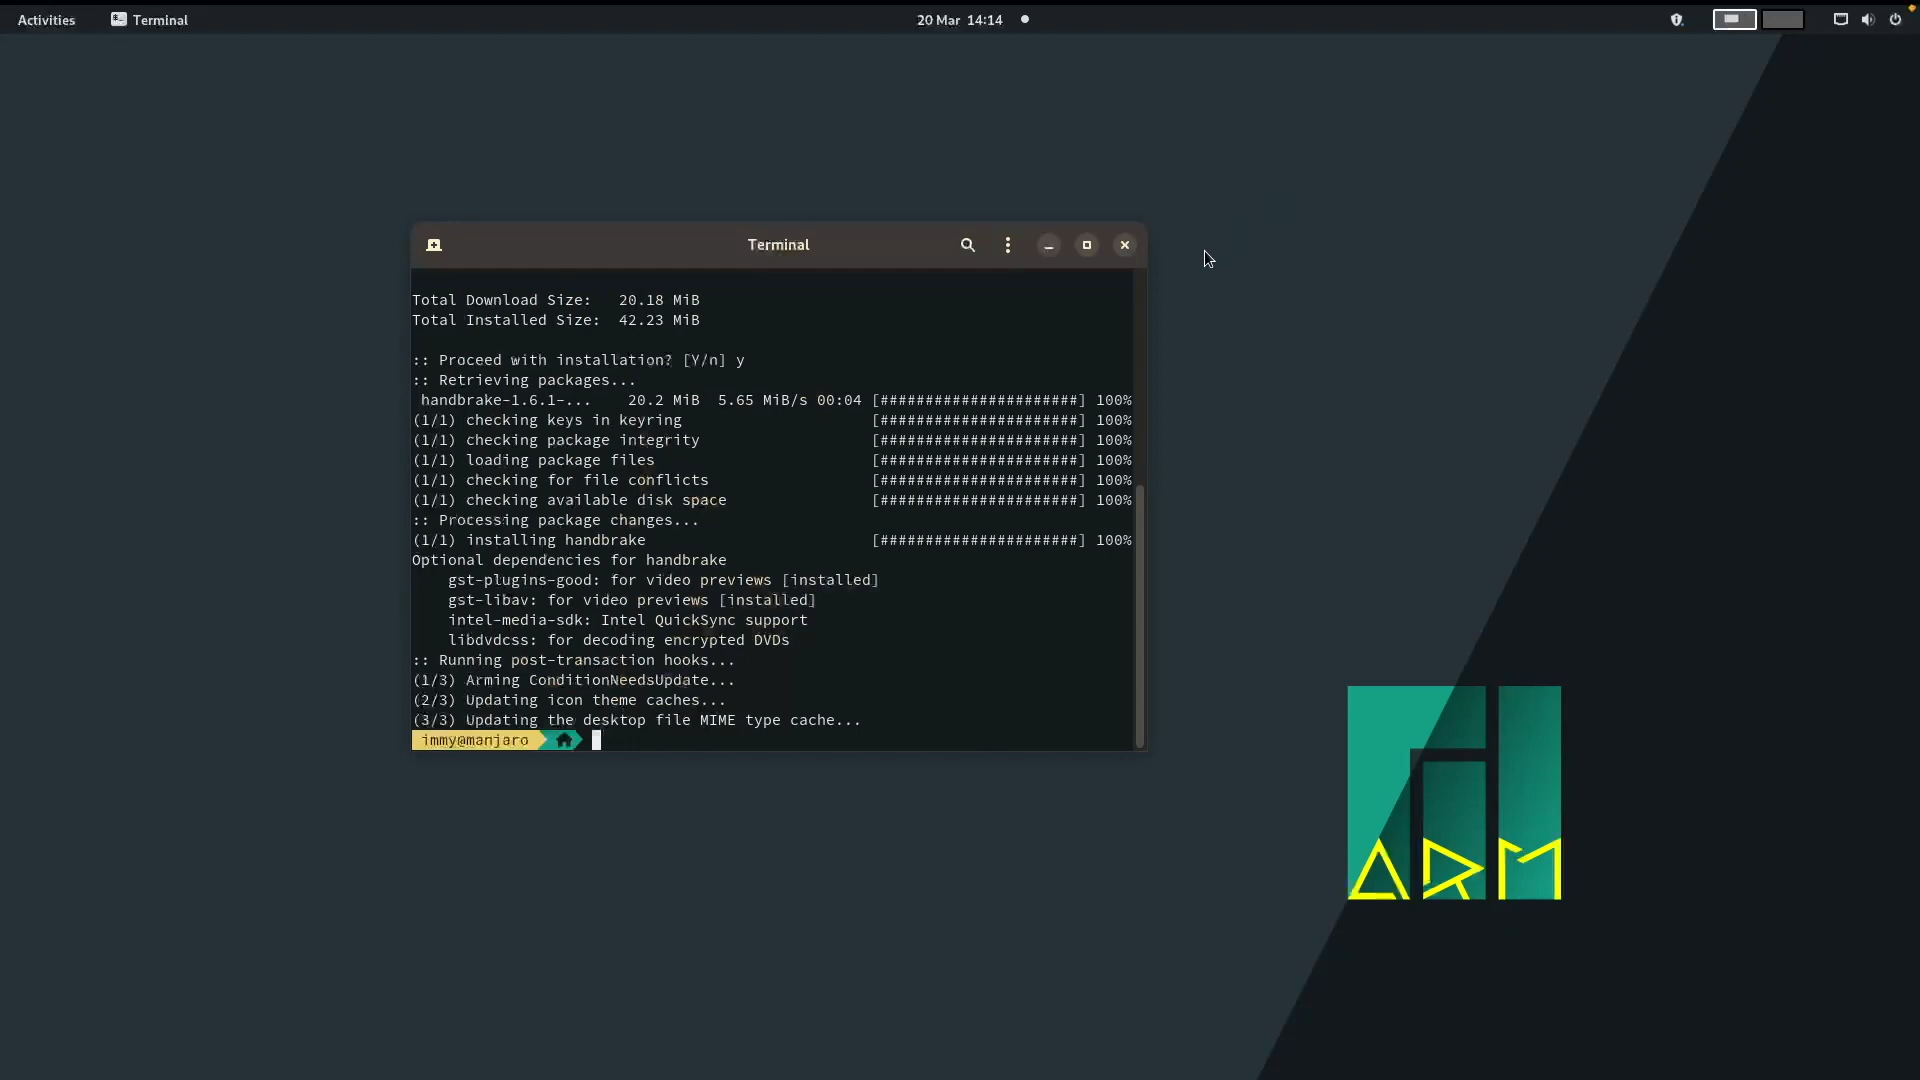 Activities
Terminal
20 Mar 14:14
Terminal
Total Download Size:   20.18 MiB
Total Installed Size:  42.23 MiB
:: Proceed with installation? [Y/n] y
:: Retrieving packages...
 handbrake-1.6.1-...    20.2 MiB  5.65 MiB/s 00:04 [######################] 100%
(1/1) checking keys in keyring                     [######################] 100%
(1/1) checking package integrity                   [######################] 100%
(1/1) loading package files                        [######################] 100%
(1/1) checking for file conflicts                  [######################] 100%
(1/1) checking available disk space                [######################] 100%
:: Processing package changes...
(1/1) installing handbrake                         [######################] 100%
Optional dependencies for handbrake
    gst-plugins-good: for video previews [installed]
    gst-libav: for video previews [installed]
    intel-media-sdk: Intel QuickSync support
    libdvdcss: for decoding encrypted DVDs
:: Running post-transaction hooks...
(1/3) Arming ConditionNeedsUpdate...
(2/3) Updating icon theme caches...
(3/3) Updating the desktop file MIME type cache...
immy@manjaro
ARM